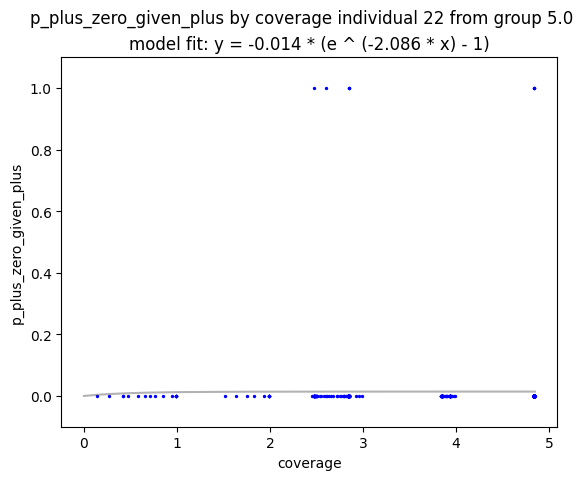 p_plus_zero_given_plus by coverage individual 22 from group 5.0
model fit: y = -0.014 * (e ^ (-2.086 * x) - 1)
1.0
0.8
0.6
0.4
0.2
0.0
p_plus_zero_given_plus
0 1 2 3 4 5
coverage